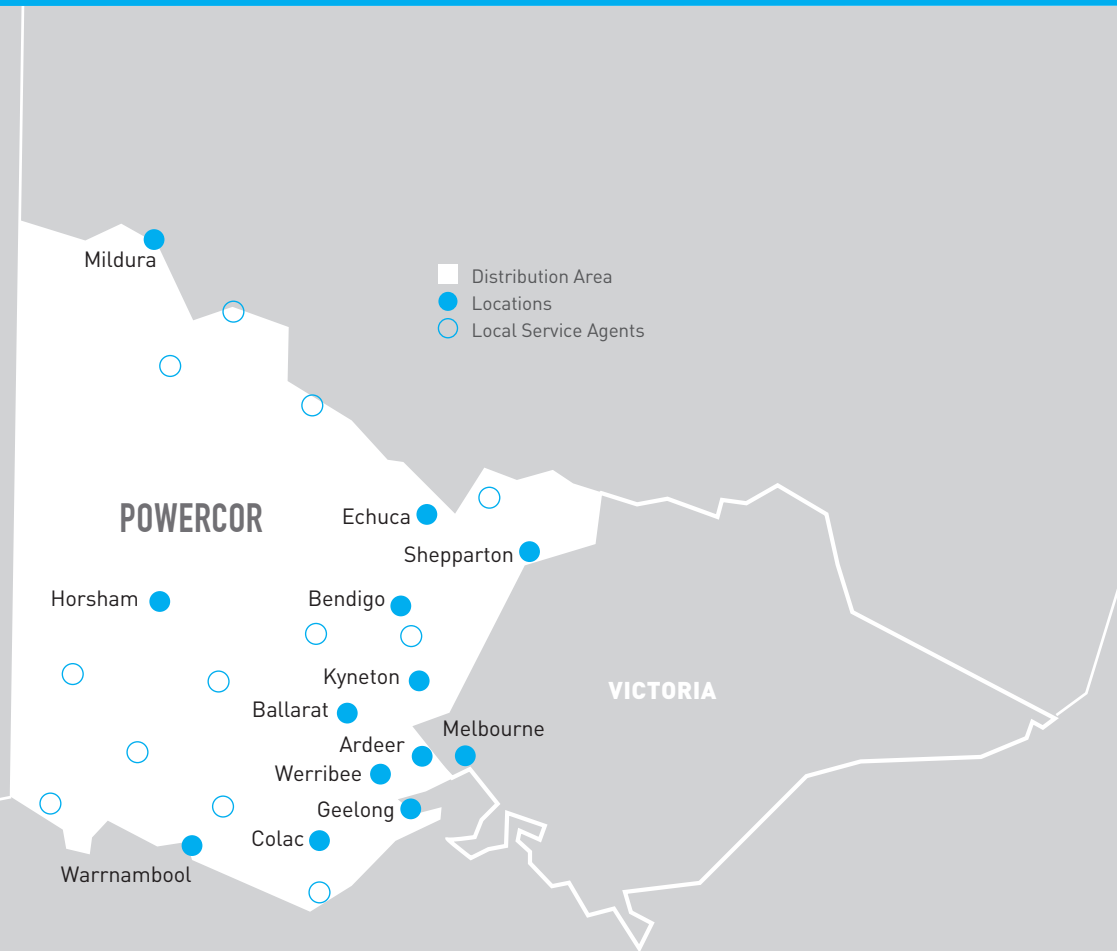 Mildura
Distribution Area
Locations
Local Service Agents
POWERCOR
Echuca
Shepparton
Horsham
Bendigo
Kyneton
VICTORIA
Ballarat
Melbourne
Ardeer
Werribee
Geelong
Colac
Warrnambool